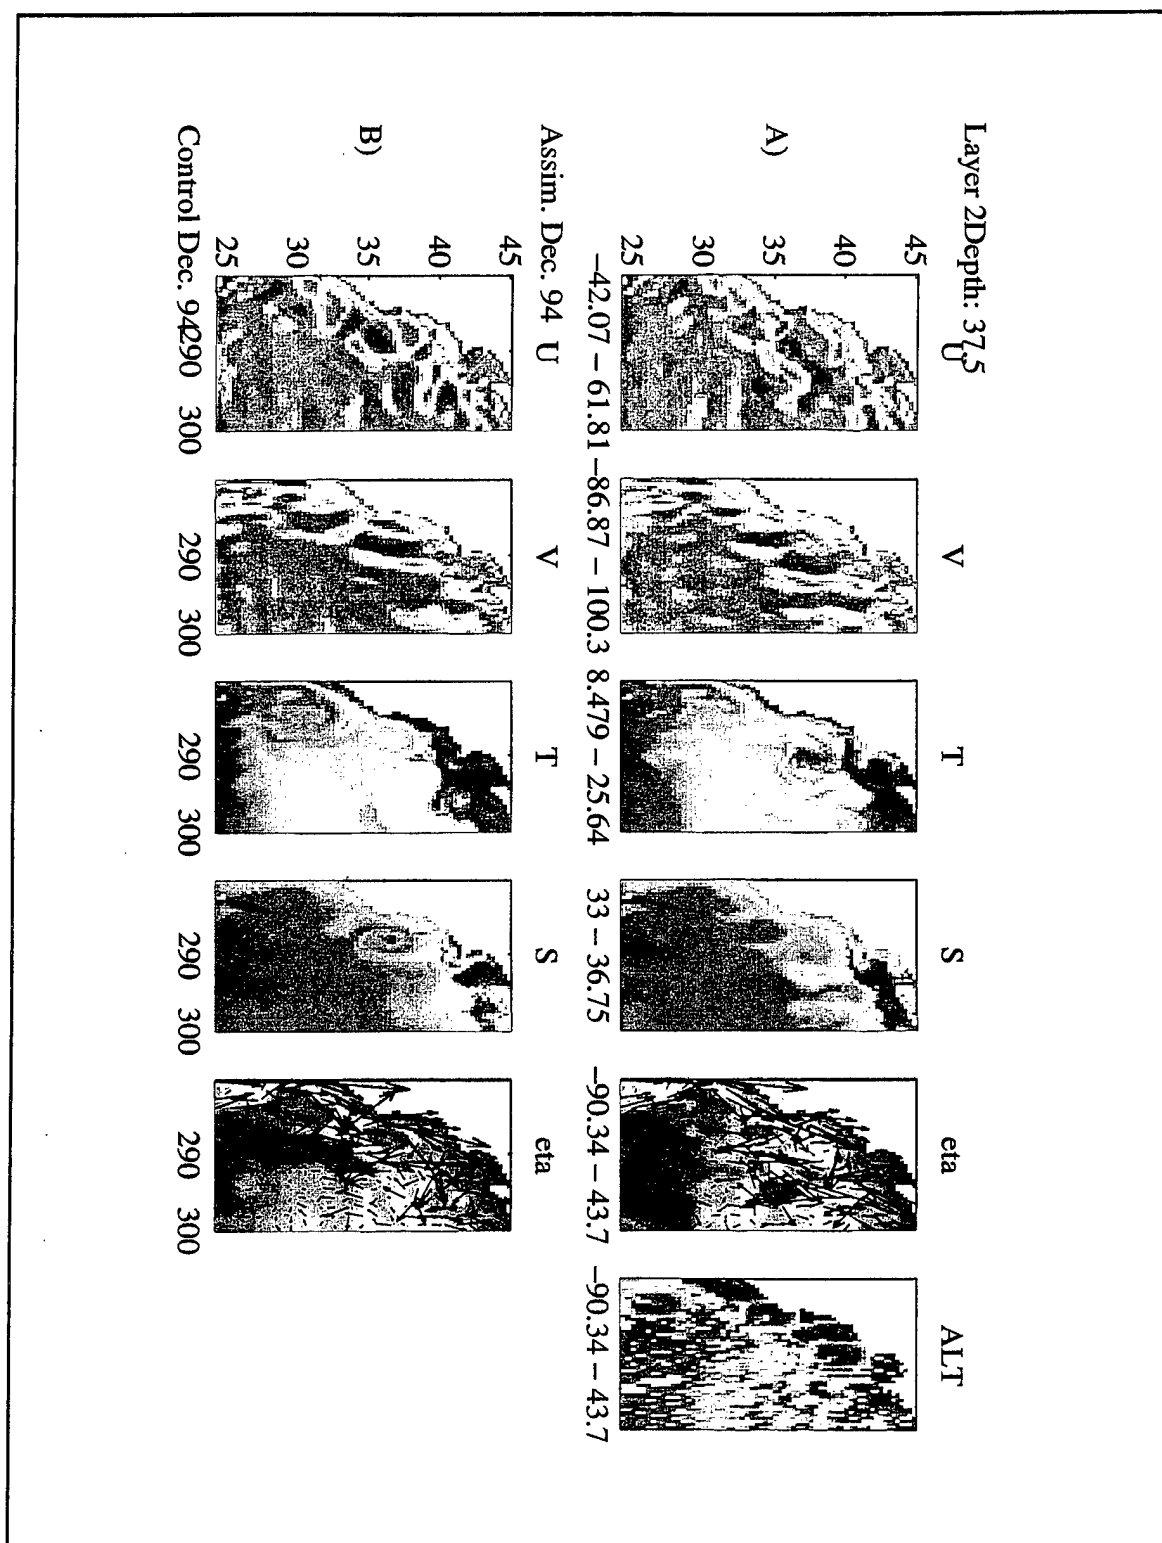 Layer 2Depth: 37.5
U V T S eta ALT
A)
45
40
35
30
25
−42.07 − 61.81 −86.87 − 100.3 8.479 − 25.64 33 − 36.75 −90.34 − 43.7 −90.34 − 43.7
Assim. Dec. 94 U V T S eta
B)
45
40
35
30
25
290 300 290 300 290 300 290 300 290 300
Control Dec. 94